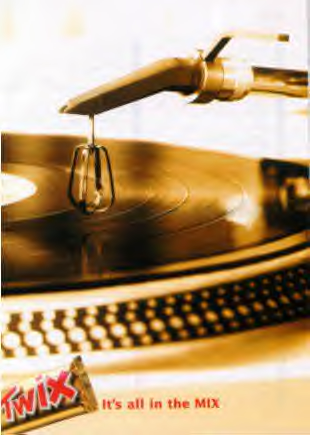 TWIX
It's all in the MIX